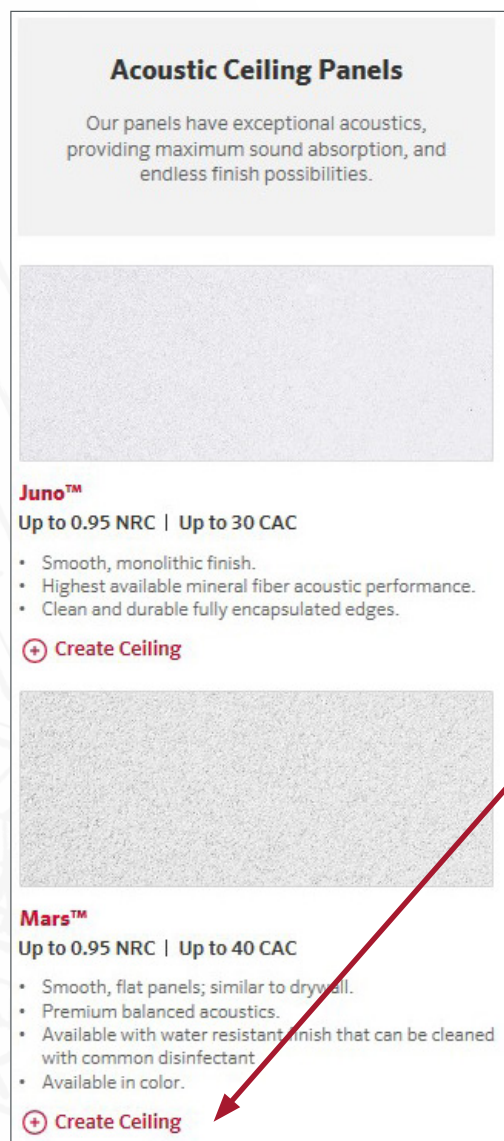 Acoustic Ceiling Panels
Our panels have exceptional acoustics,
providing maximum sound absorption, and
endless finish possibilities.
Juno™
Up to 0.95 NRC | Up to 30 CAC
• Smooth, monolithic finish.
• Highest available mineral fiber acoustic performance.
• Clean and durable fully encapsulated edges.
Create Ceiling
Mars™
Up to 0.95 NRC | Up to 40 CAC
• Smooth, flat panels; similar to drywall.
• Premium balanced acoustics.
• Available with water resistant finish that can be cleaned
with common disinfectant
• Available in color.
Create Ceiling